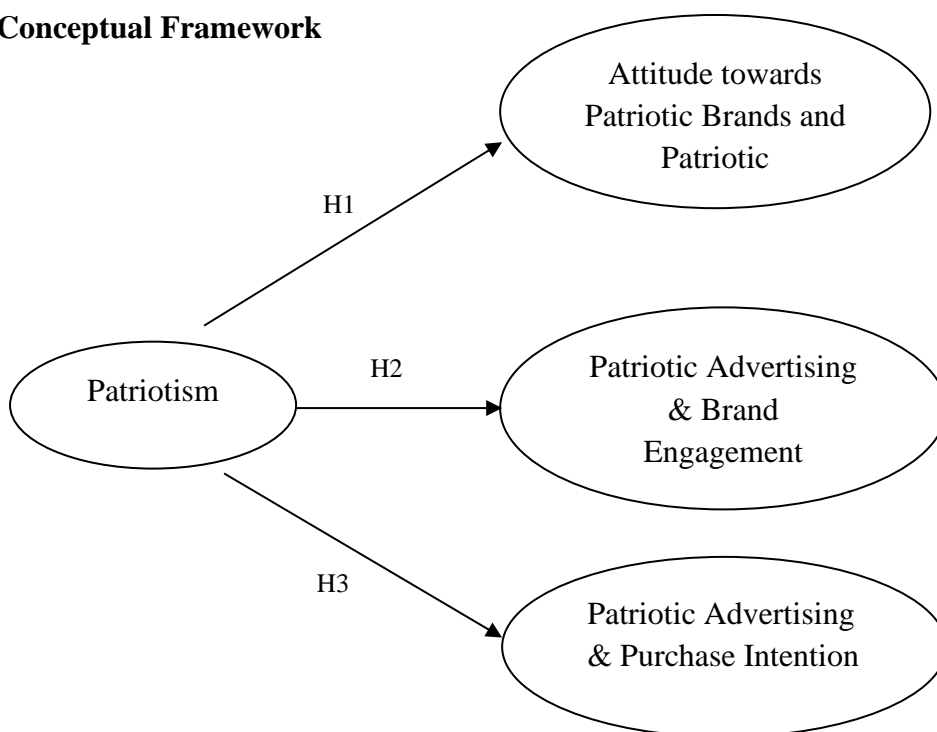 Conceptual Framework
Attitude towards
Patriotic Brands and
Patriotic
H1
Patriotism
H2
Patriotic Advertising
& Brand
Engagement
H3
Patriotic Advertising
& Purchase Intention